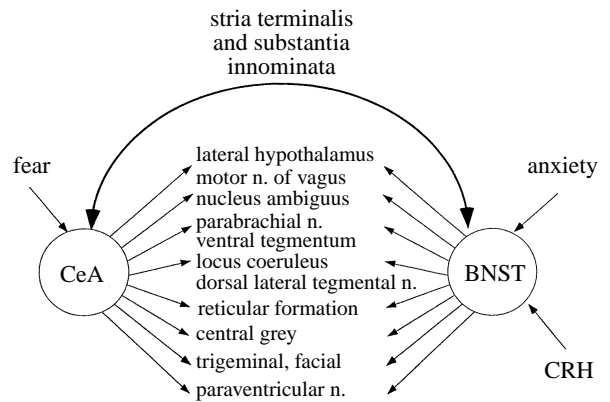 stria terminalis
and substantia
innominata
fear
anxiety
lateral hypothalamus
motor n. of vagus
nucleus ambiguus
parabrachial n.
ventral tegmentum
locus coeruleus
dorsal lateral tegmental n.
reticular formation
central grey
trigeminal, facial
paraventricular n.
CeA
BNST
CRH